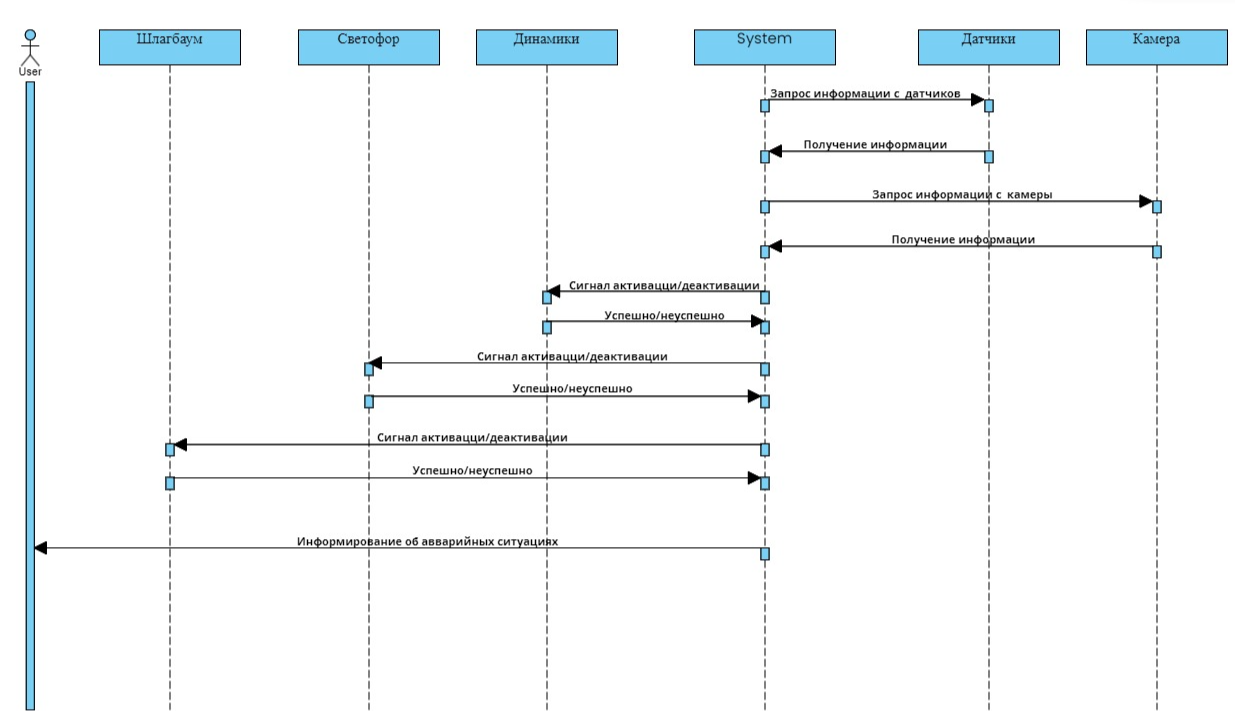 Шлагбаум
Светофор
Динамики
System
Датчики
Камера
User
Запрос информации с датчиков
Получение информации
Запрос информации с камеры
Получение информации
Сигнал активацци/деактивации
Успешно/неуспешно
Сигнал активацци/деактивации
Успешно/неуспешно
Сигнал активацци/деактивации
Успешно/неуспешно
Информирование об авварийных ситуациях